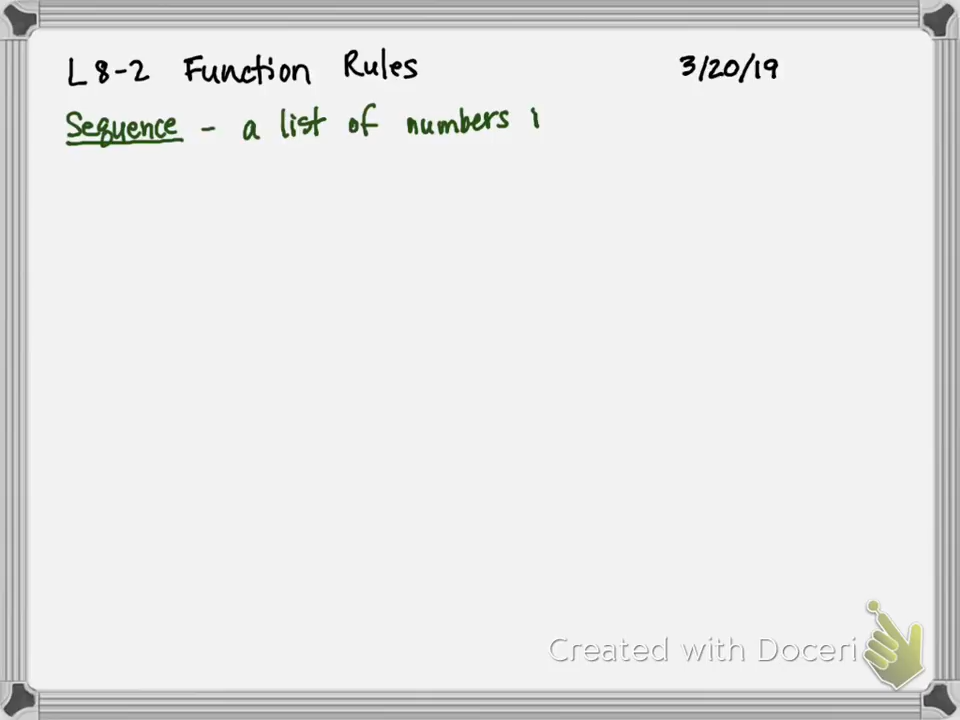 L 8-2 Function Rules 3/20/19
Sequence - a list of numbers i
Created with Doceri